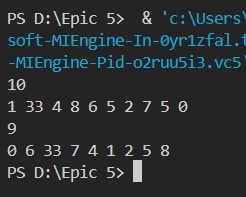 PS D:\Epic 5>  & 'c:\Users\
soft-MIEngine-In-0yr1zfal.t
-MIEngine-Pid-o2ruu5i3.vc5'
10
1 33 4 8 6 5 2 7 5 0
9
0 6 33 7 4 1 2 5 8
PS D:\Epic 5>